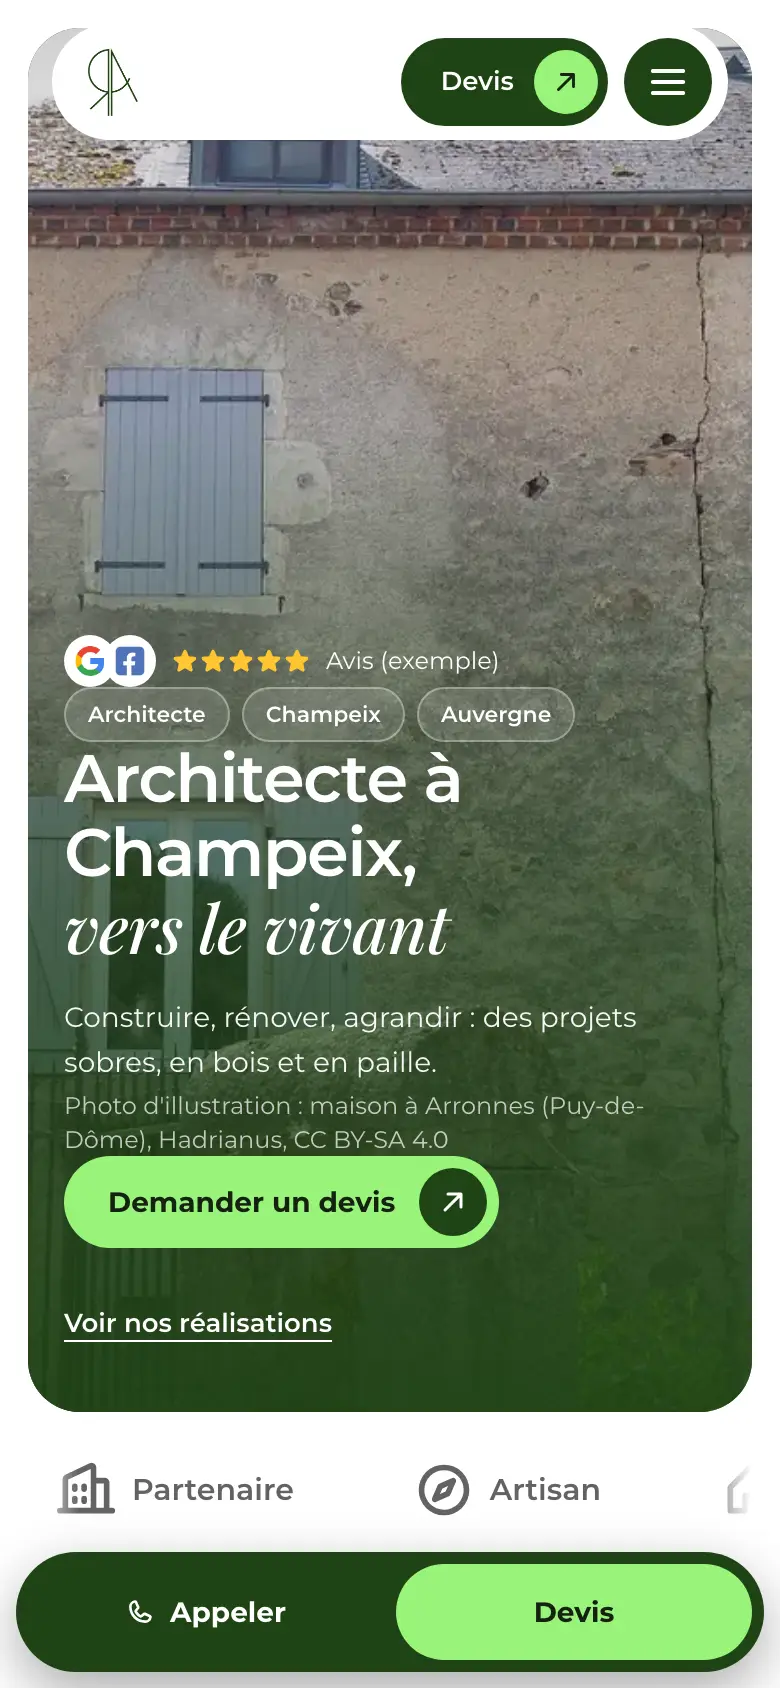 Devis
Avis (exemple)
Architecte Champeix Auvergne
Architecte à
Champeix,
vers le vivant
Construire, rénover, agrandir : des projets
sobres, en bois et en paille.
Photo d'illustration : maison à Arronnes (Puy-de-
Dôme), Hadrianus, CC BY-SA 4.0
Demander un devis
Voir nos réalisations
Partenaire Artisan
Appeler Devis